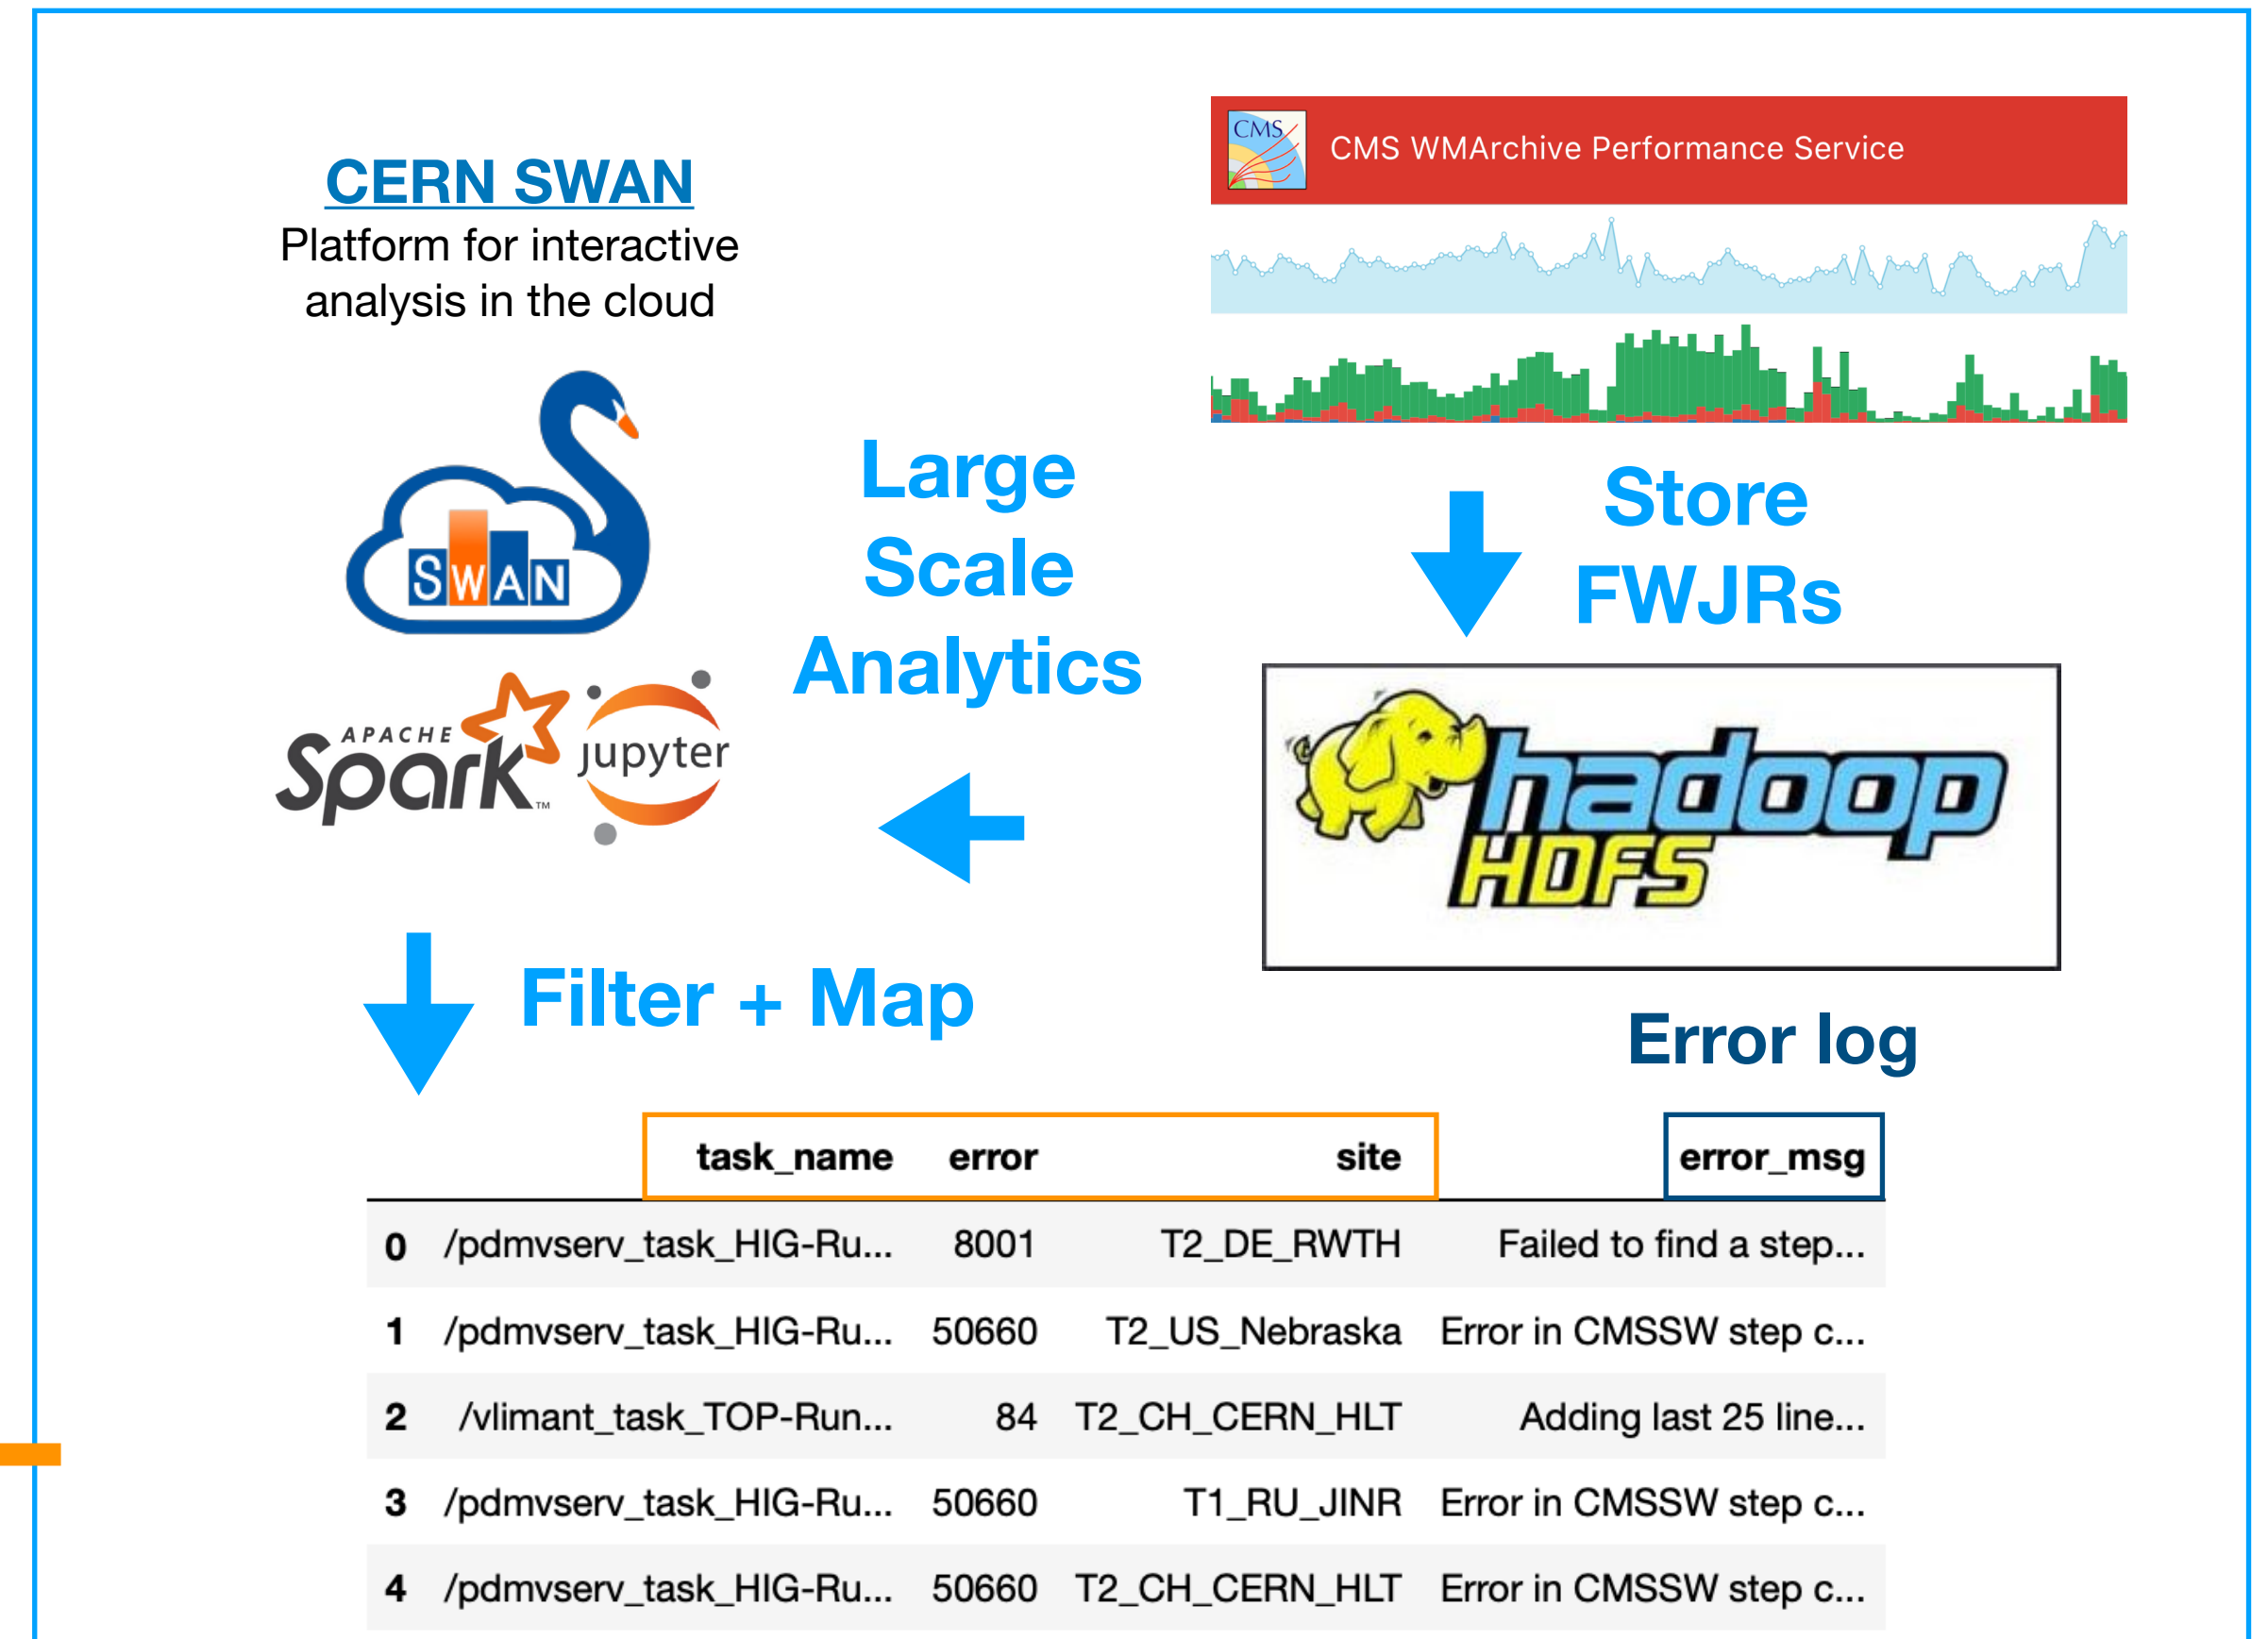 CMS
CMS WMArchive Performance Service
CERN SWAN
Platform for interactive
analysis in the cloud
SWAN
APACHE
Spark™
jupyter
Large
Scale
Analytics
Store
FWJRs
hadoop
HDFS
Filter + Map
Error log
task_name error site error_msg
0 /pdmvserv_task_HIG-Ru... 8001 T2_DE_RWTH Failed to find a step...
1 /pdmvserv_task_HIG-Ru... 50660 T2_US_Nebraska Error in CMSSW step c...
2 /vlimant_task_TOP-Run... 84 T2_CH_CERN_HLT Adding last 25 line...
3 /pdmvserv_task_HIG-Ru... 50660 T1_RU_JINR Error in CMSSW step c...
4 /pdmvserv_task_HIG-Ru... 50660 T2_CH_CERN_HLT Error in CMSSW step c...